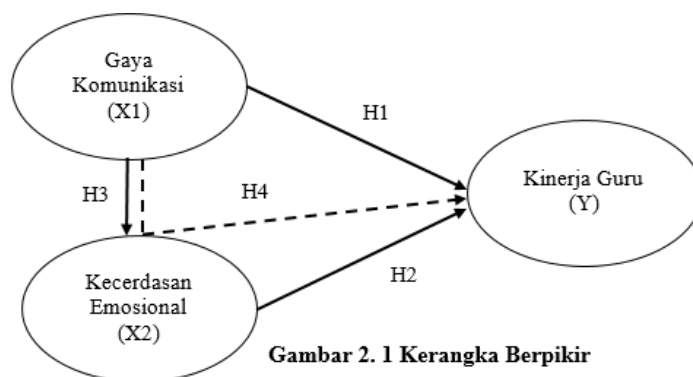 Gaya
Komunikasi
(X1)
H1
Kinerja Guru
(Y)
H3
H4
Kecerdasan
Emosional
(X2)
H2
Gambar 2. 1 Kerangka Berpikir